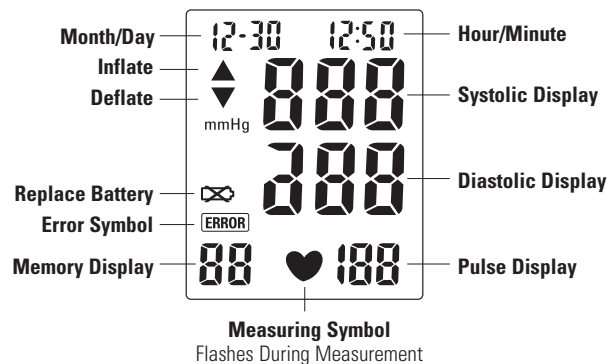 Month/Day 12-30 12:50 Hour/Minute
Inflate
Deflate 888 Systolic Display
mmHg
288 Diastolic Display
Replace Battery
Error Symbol ERROR
Memory Display 88 188 Pulse Display
Measuring Symbol
Flashes During Measurement